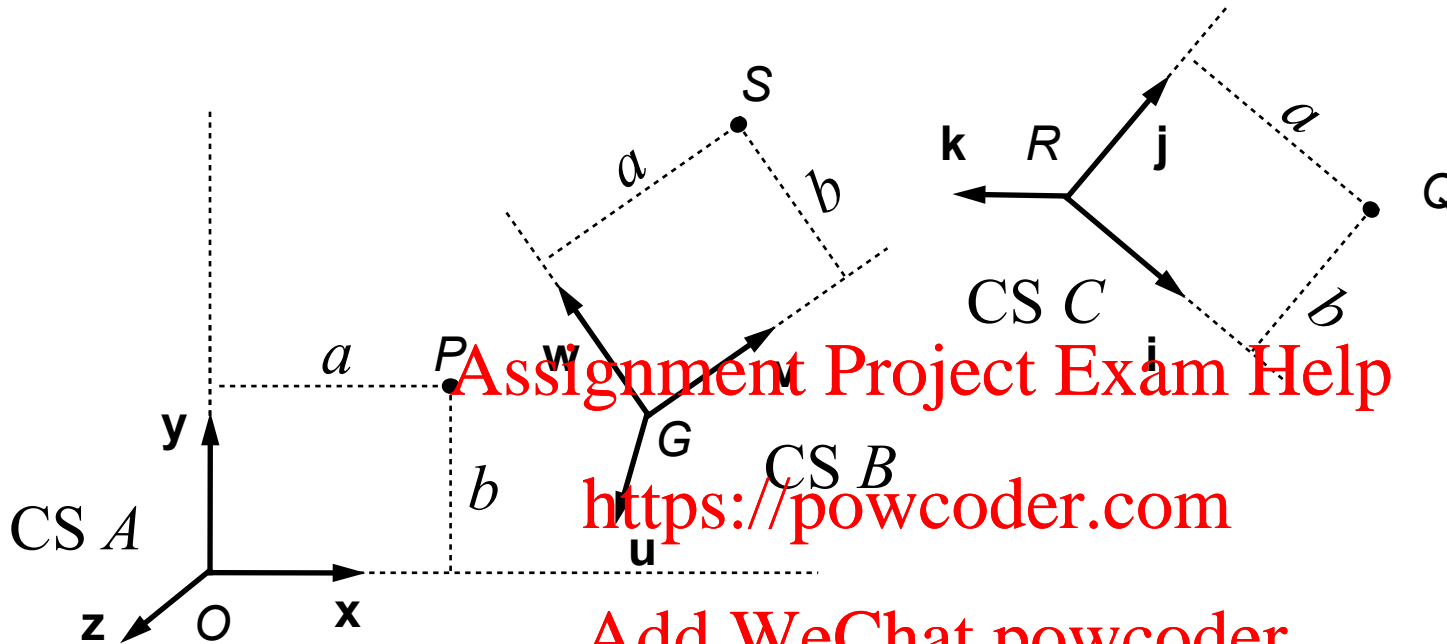 S
a
b
k
R
j
a
Q
CS C
b
i
a
P
w
v
Assignment Project Exam Help
y
G
CS B
b
https://powcoder.com
CS A
u
z
O
x
Add WeChat powcoder